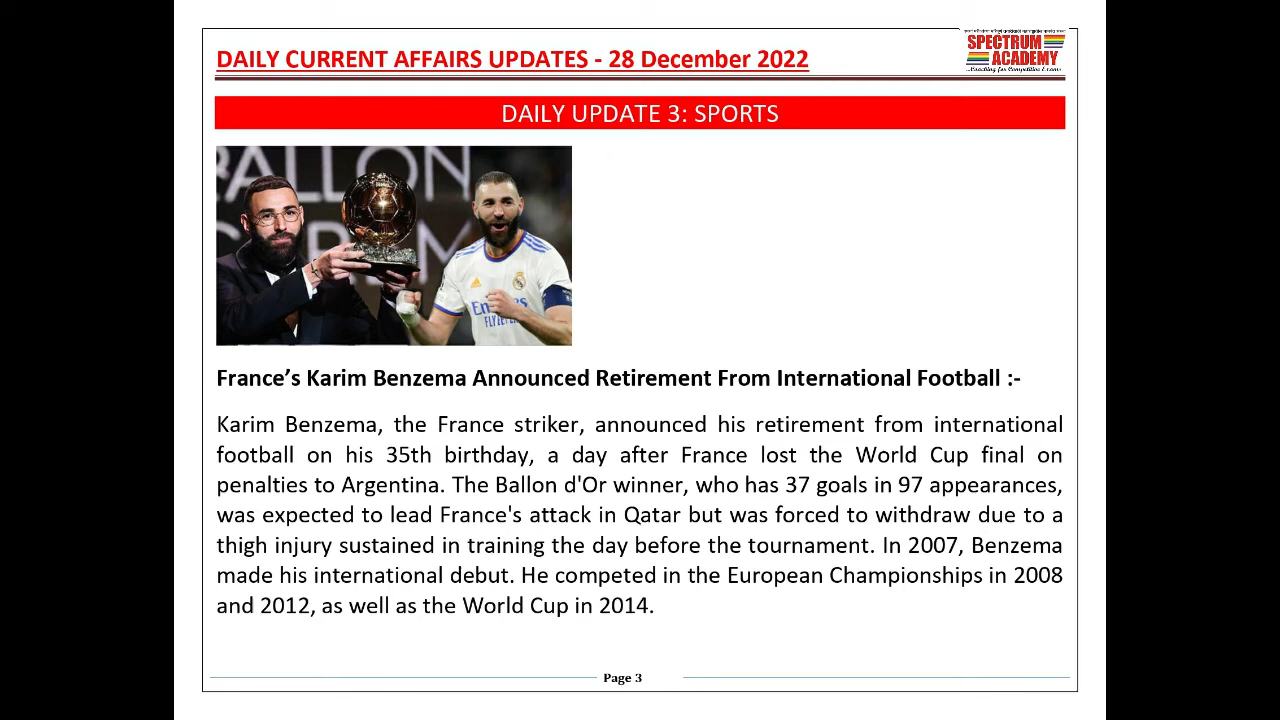 DAILY CURRENT AFFAIRS UPDATES - 28 December 2022
SPECTRUM
ACADEMY
...Coaching for Competitive Exams
DAILY UPDATE 3: SPORTS
BALLON
France’s Karim Benzema Announced Retirement From International Football :-
Karim Benzema, the France striker, announced his retirement from international
football on his 35th birthday, a day after France lost the World Cup final on
penalties to Argentina. The Ballon d'Or winner, who has 37 goals in 97 appearances,
was expected to lead France's attack in Qatar but was forced to withdraw due to a
thigh injury sustained in training the day before the tournament. In 2007, Benzema
made his international debut. He competed in the European Championships in 2008
and 2012, as well as the World Cup in 2014.
Page 3